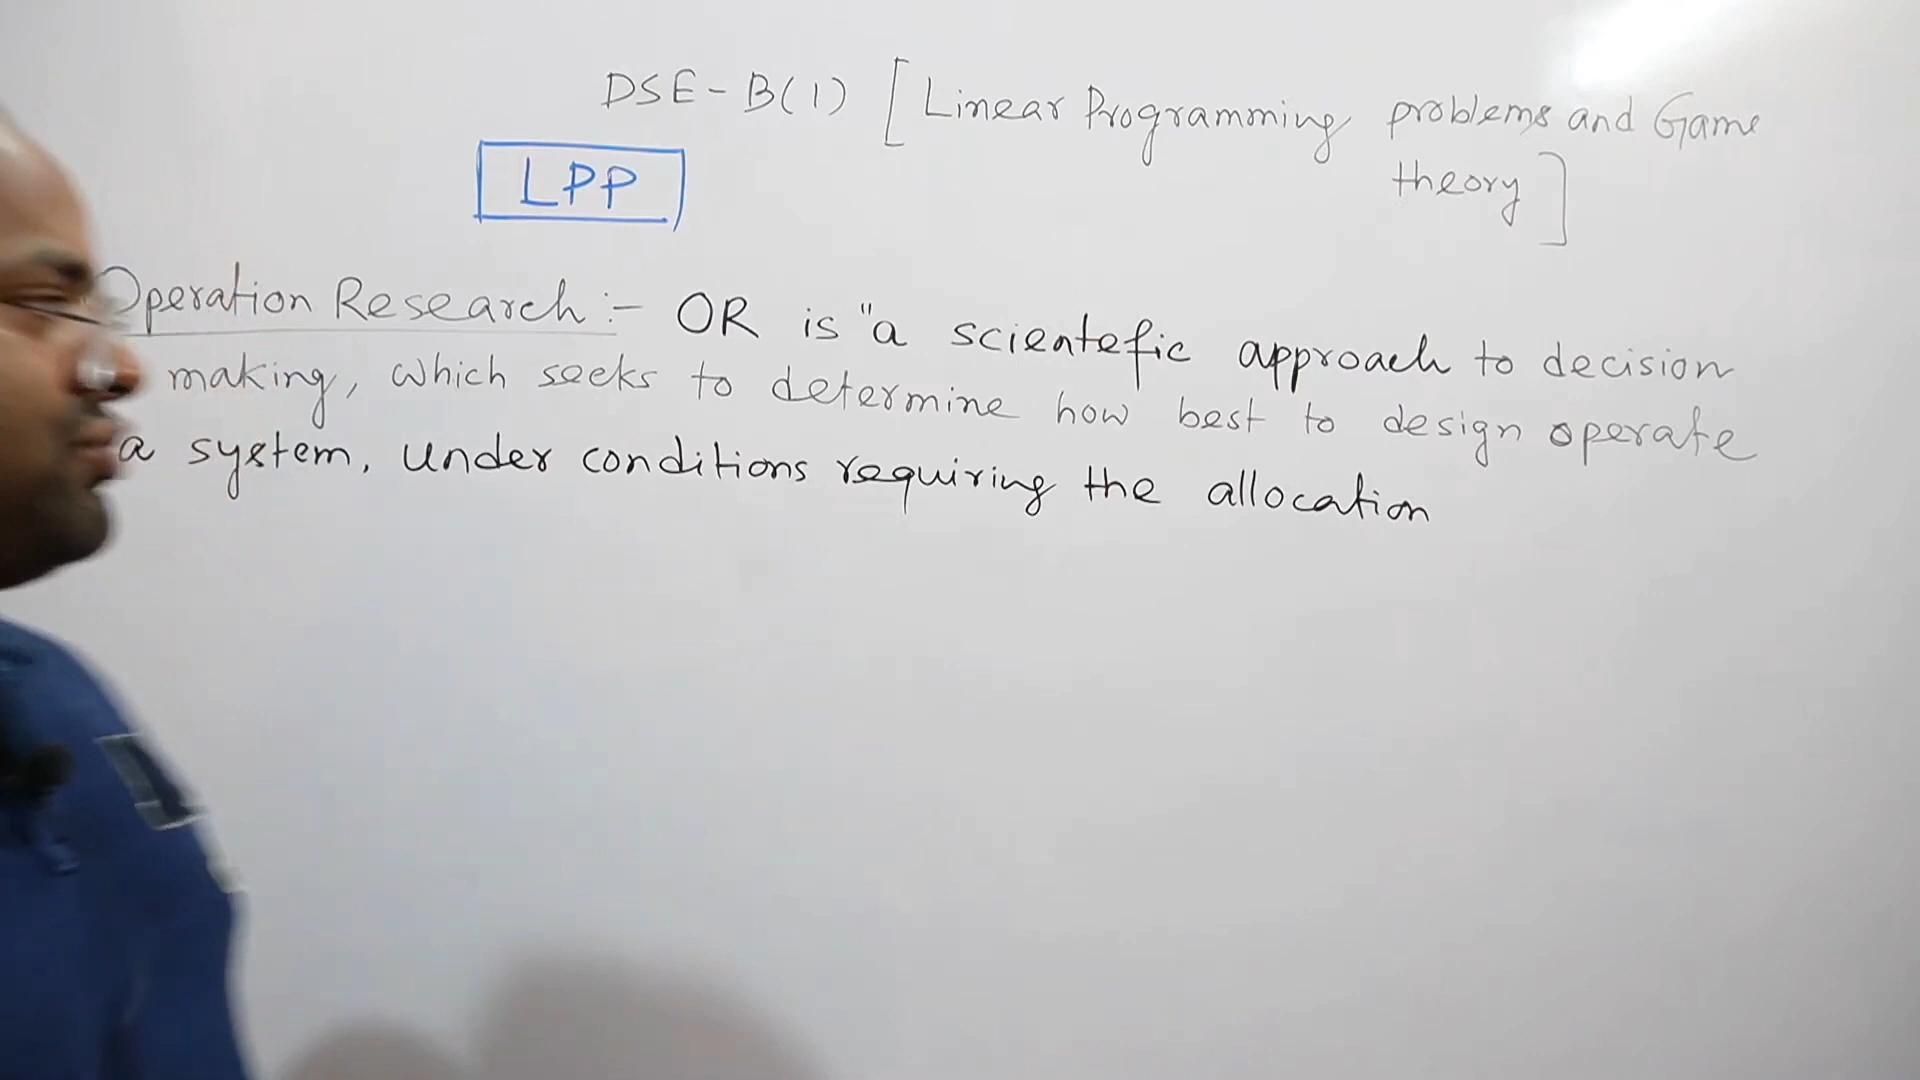 DSE-B(1) [Linear Programming problems and Game
theory]
LPP
Operation Research :- OR is "a scientefic approach to decision
making, which seeks to determine how best to design operate
a system, under conditions requiring the allocation